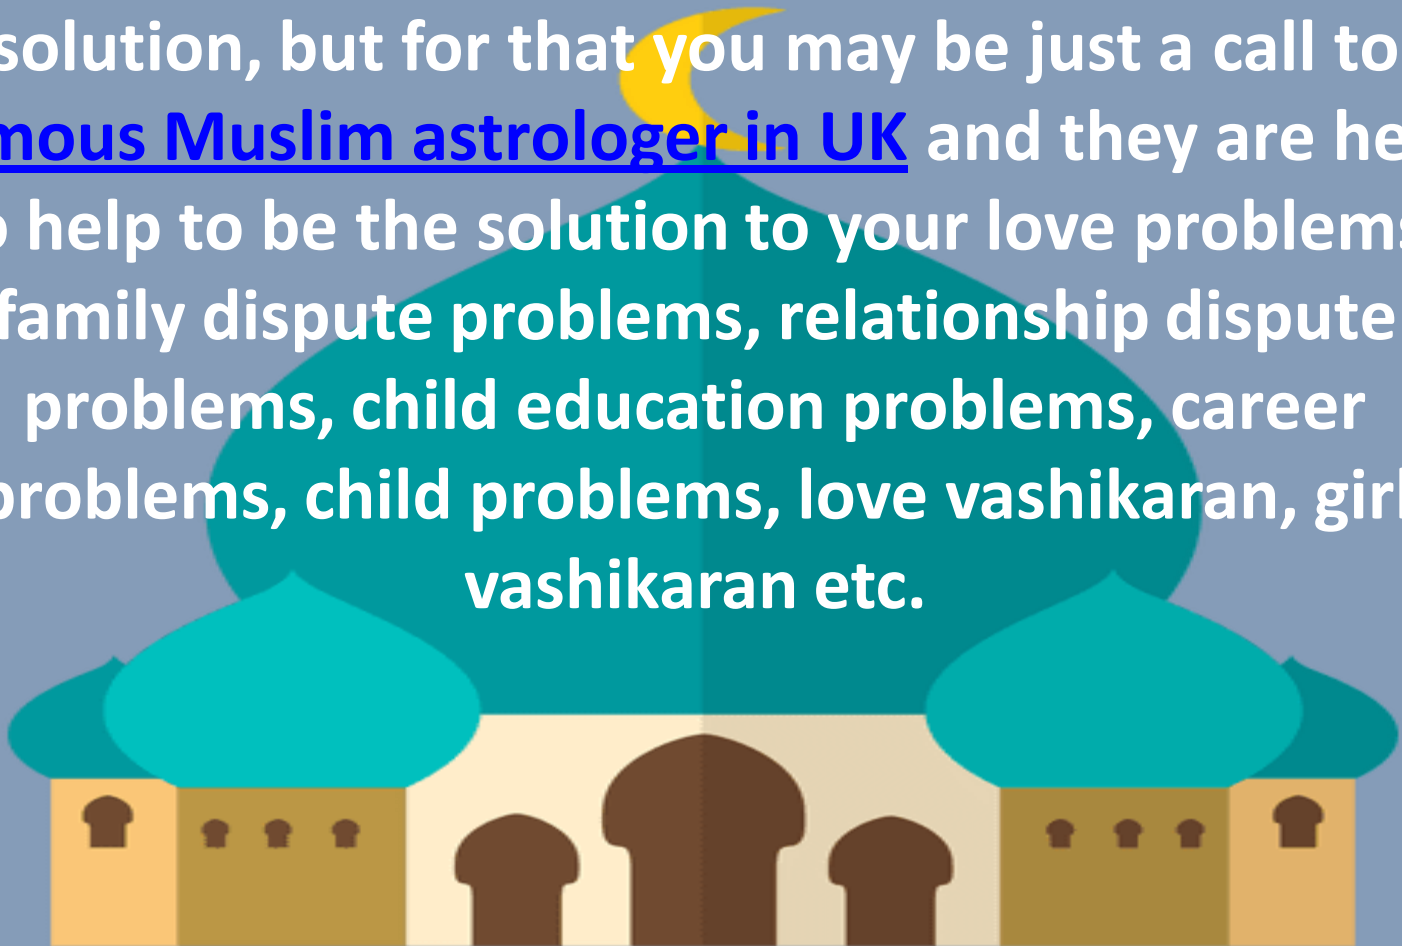 solution, but for that you may be just a call to
mous Muslim astrologer in UK and they are he
help to be the solution to your love problems
family dispute problems, relationship dispute
problems, child education problems, career
problems, child problems, love vashikaran, girl
vashikaran etc.